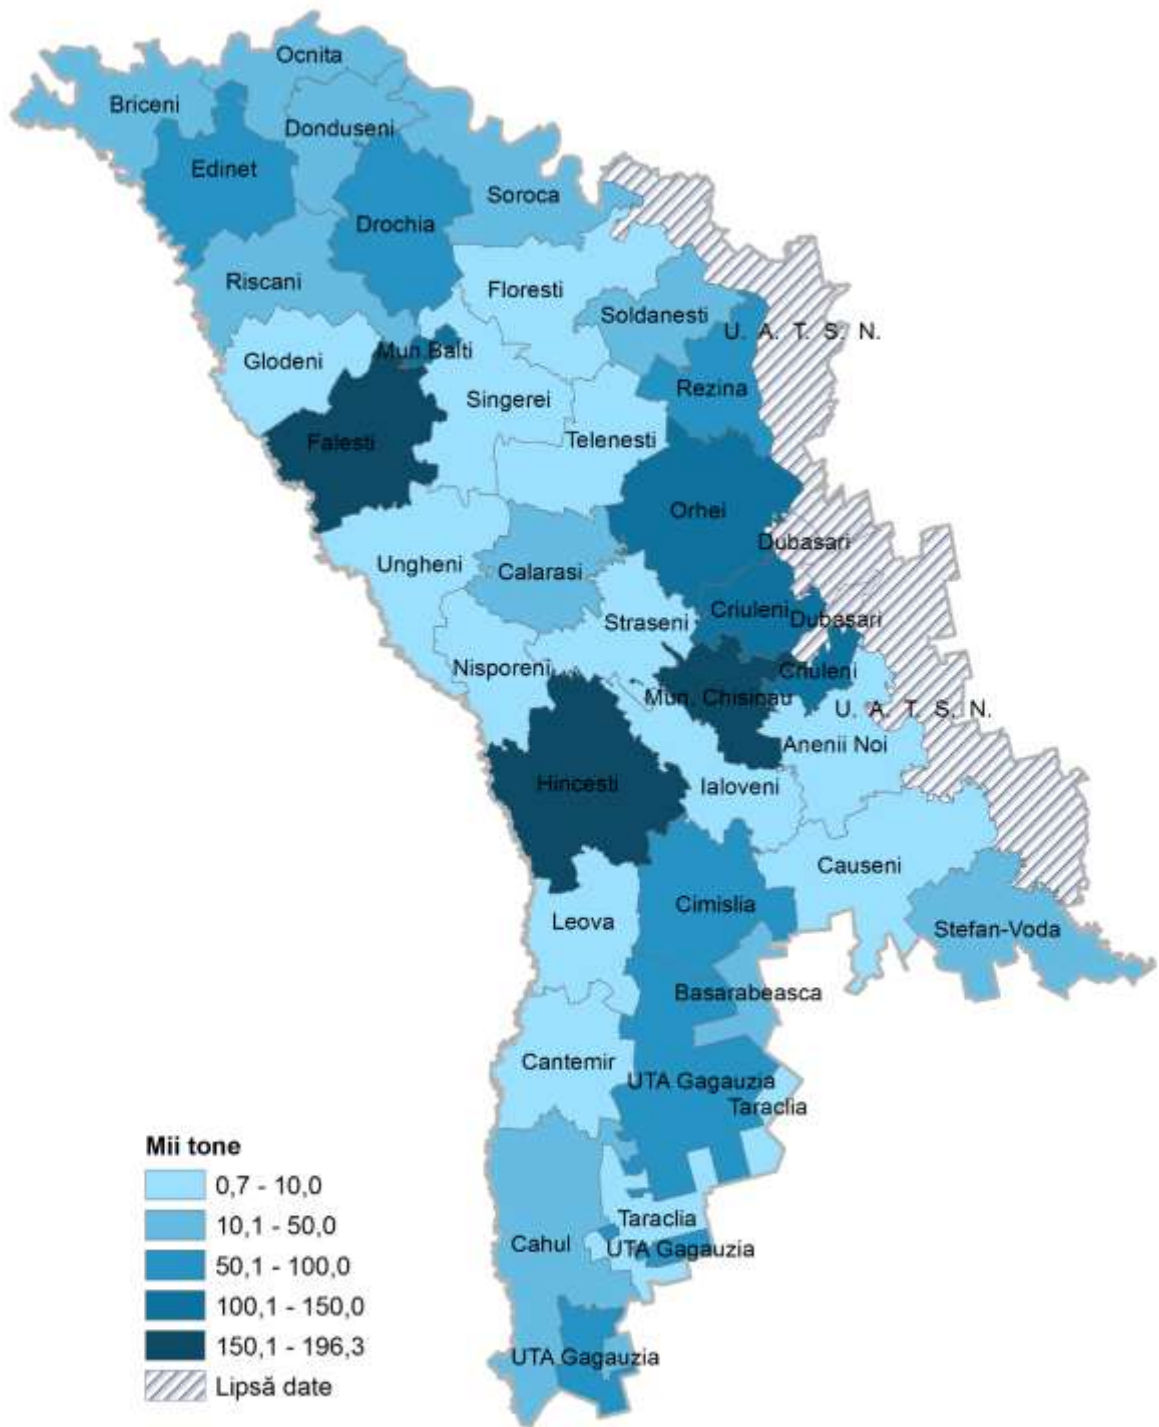 Ocnita
Briceni
Donduseni
Edinet
Soroca
Drochia
Riscani
Floresti
Soldanesti
U. A. T. S. N.
Mun.Balti
Glodeni
Rezina
Singerei
Falesti
Telenesti
Orhei
Dubasari
Ungheni
Calarasi
Criuleni
Dubasari
Straseni
Nisporeni
Criuleni
Mun. Chisinau
U. A. T. S. N.
Anenii Noi
Hincesti
Ialoveni
Causeni
Cimislia
Leova
Stefan-Voda
Basarabeasca
Cantemir
UTA Gagauzia
Taraclia
Taraclia
Cahul
UTA Gagauzia
UTA Gagauzia
Mii tone
0,7 - 10,0
10,1 - 50,0
50,1 - 100,0
100,1 - 150,0
150,1 - 196,3
Lipsă date